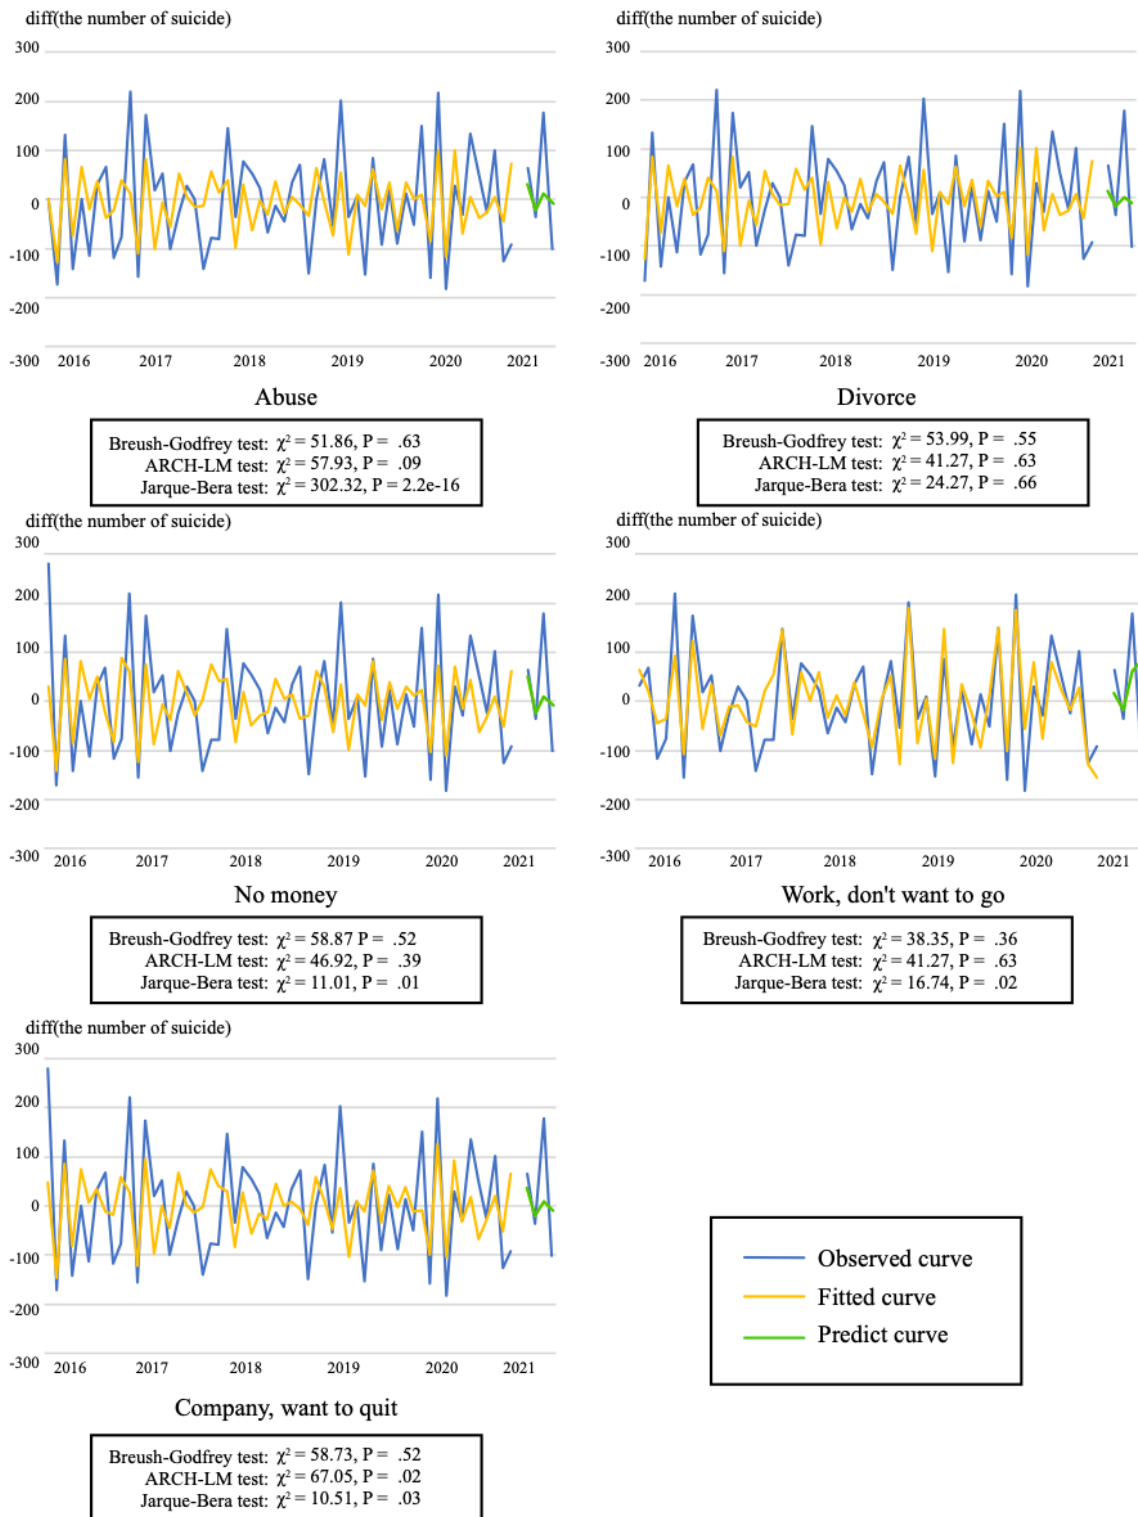 diff(the number of suicide)
300
200
100
0
-100
-200
-300
2016 2017 2018 2019 2020 2021
Abuse
Breush-Godfrey test: χ² = 51.86, P = .63
ARCH-LM test: χ² = 57.93, P = .09
Jarque-Bera test: χ² = 302.32, P = 2.2e-16
diff(the number of suicide)
300
200
100
0
-100
-200
-300
2016 2017 2018 2019 2020 2021
Divorce
Breush-Godfrey test: χ² = 53.99, P = .55
ARCH-LM test: χ² = 41.27, P = .63
Jarque-Bera test: χ² = 24.27, P = .66
diff(the number of suicide)
300
200
100
0
-100
-200
-300
2016 2017 2018 2019 2020 2021
No money
Breush-Godfrey test: χ² = 58.87 P = .52
ARCH-LM test: χ² = 46.92, P = .39
Jarque-Bera test: χ² = 11.01, P = .01
diff(the number of suicide)
300
200
100
0
-100
-200
-300
2016 2017 2018 2019 2020 2021
Work, don't want to go
Breush-Godfrey test: χ² = 38.35, P = .36
ARCH-LM test: χ² = 41.27, P = .63
Jarque-Bera test: χ² = 16.74, P = .02
diff(the number of suicide)
300
200
100
0
-100
-200
-300
2016 2017 2018 2019 2020 2021
Company, want to quit
Breush-Godfrey test: χ² = 58.73, P = .52
ARCH-LM test: χ² = 67.05, P = .02
Jarque-Bera test: χ² = 10.51, P = .03
Observed curve
Fitted curve
Predict curve